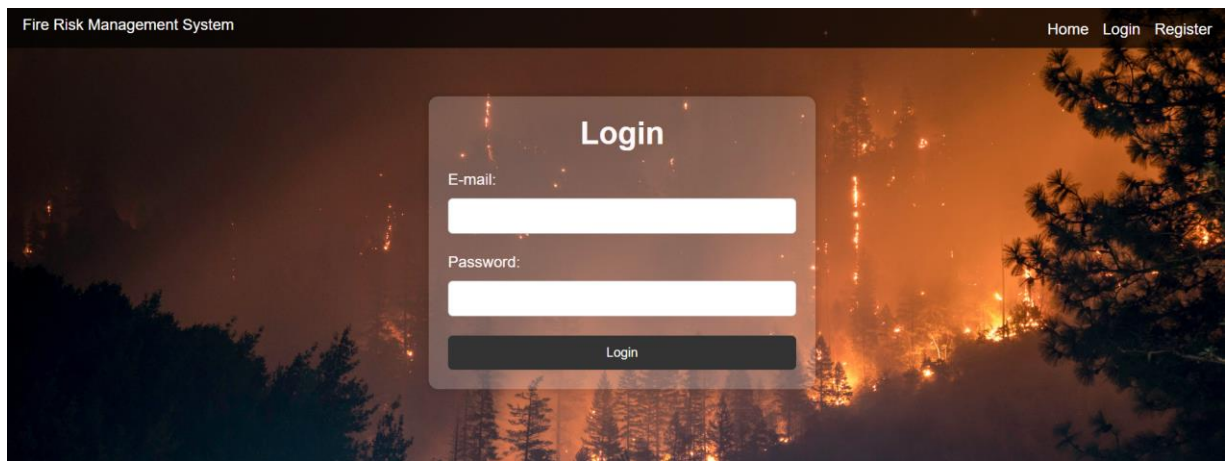 Fire Risk Management System
Home Login Register
Login
E-mail:
Password:
Login